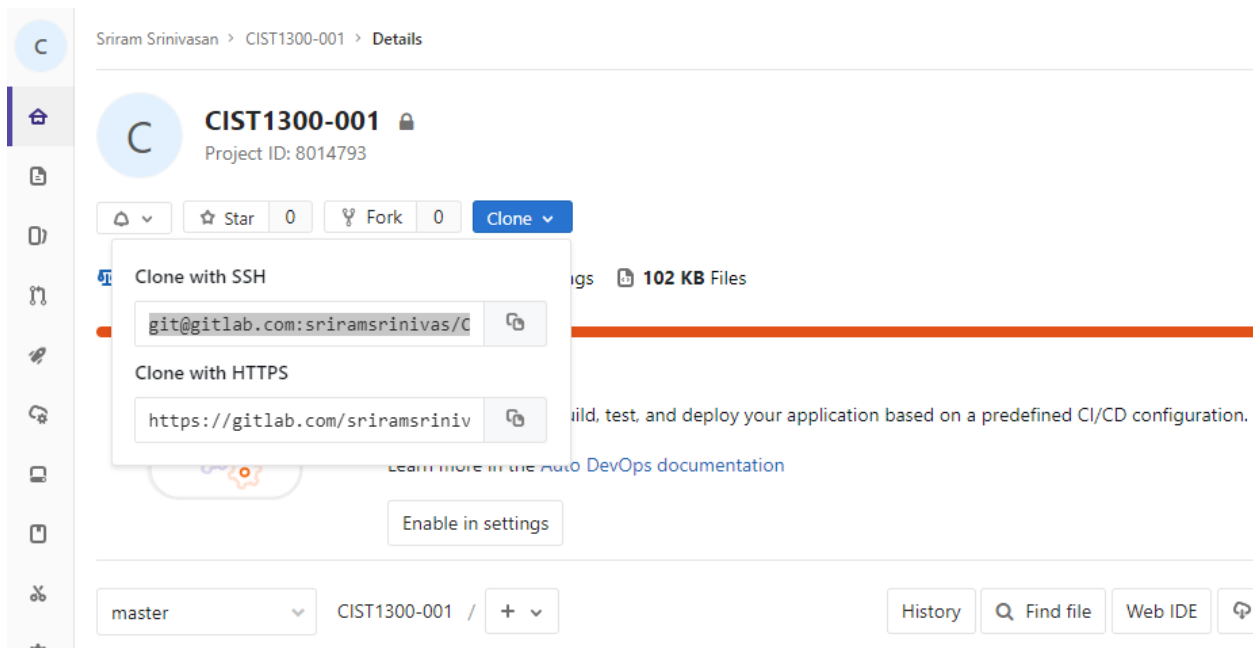 C
Sriram Srinivasan > CIST1300-001 > Details
C
CIST1300-001
Project ID: 8014793
Star 0
Fork 0
Clone
Clone with SSH
git@gitlab.com:sriramsrinivas/C
Clone with HTTPS
https://gitlab.com/sriramsriniv
102 KB Files
test, and deploy your application based on a predefined CI/CD configuration.
Learn more in the Auto DevOps documentation
Enable in settings
master
CIST1300-001 / +
History
Find file
Web IDE